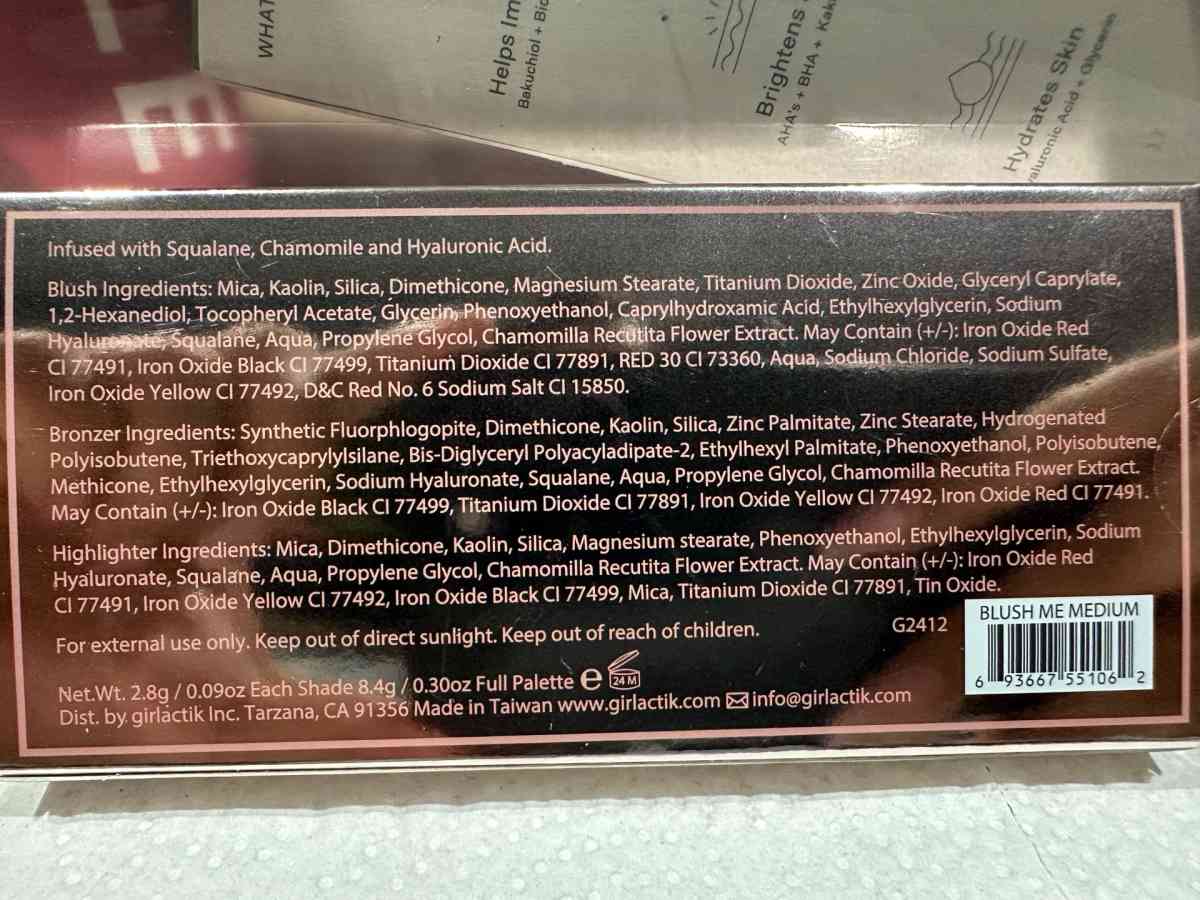 WHAT
Helps Im
Bakuchiol +
Brightens
AHA's + BHA +
Hydrates Skin
Acid + Glycerin
E
Infused with Squalane, Chamomile and Hyaluronic Acid.
Blush Ingredients: Mica, Kaolin, Silica, Dimethicone, Magnesium Stearate, Titanium Dioxide, Zinc Oxide, Glyceryl Caprylate,
1,2-Hexanediol, Tocopheryl Acetate, Glycerin, Phenoxyethanol, Caprylhydroxamic Acid, Ethylhexylglycerin, Sodium
Hyaluronate, Squalane, Aqua, Propylene Glycol, Chamomilla Recutita Flower Extract. May Contain (+/-): Iron Oxide Red
CI 77491, Iron Oxide Black CI 77499, Titanium Dioxide CI 77891, RED 30 CI 73360, Aqua, Sodium Chloride, Sodium Sulfate,
Iron Oxide Yellow CI 77492, D&C Red No. 6 Sodium Salt CI 15850.
Bronzer Ingredients: Synthetic Fluorphlogopite, Dimethicone, Kaolin, Silica, Zinc Palmitate, Zinc Stearate, Hydrogenated
Polyisobutene, Triethoxycaprylylsilane, Bis-Diglyceryl Polyacyladipate-2, Ethylhexyl Palmitate, Phenoxyethanol, Polyisobutene,
Methicone, Ethylhexylglycerin, Sodium Hyaluronate, Squalane, Aqua, Propylene Glycol, Chamomilla Recutita Flower Extract.
May Contain (+/-): Iron Oxide Black CI 77499, Titanium Dioxide CI 77891, Iron Oxide Yellow CI 77492, Iron Oxide Red CI 77491.
Highlighter Ingredients: Mica, Dimethicone, Kaolin, Silica, Magnesium stearate, Phenoxyethanol, Ethylhexylglycerin, Sodium
Hyaluronate, Squalane, Aqua, Propylene Glycol, Chamomilla Recutita Flower Extract. May Contain (+/-): Iron Oxide Red
CI 77491, Iron Oxide Yellow CI 77492, Iron Oxide Black CI 77499, Mica, Titanium Dioxide CI 77891, Tin Oxide.
For external use only. Keep out of direct sunlight. Keep out of reach of children.
G2412
BLUSH ME MEDIUM
6 93667 55106 2
Net.Wt. 2.8g / 0.09oz Each Shade 8.4g / 0.30oz Full Palette e 24 M
Dist. by girlactik Inc. Tarzana, CA 91356 Made in Taiwan www.girlactik.com info@girlactik.com